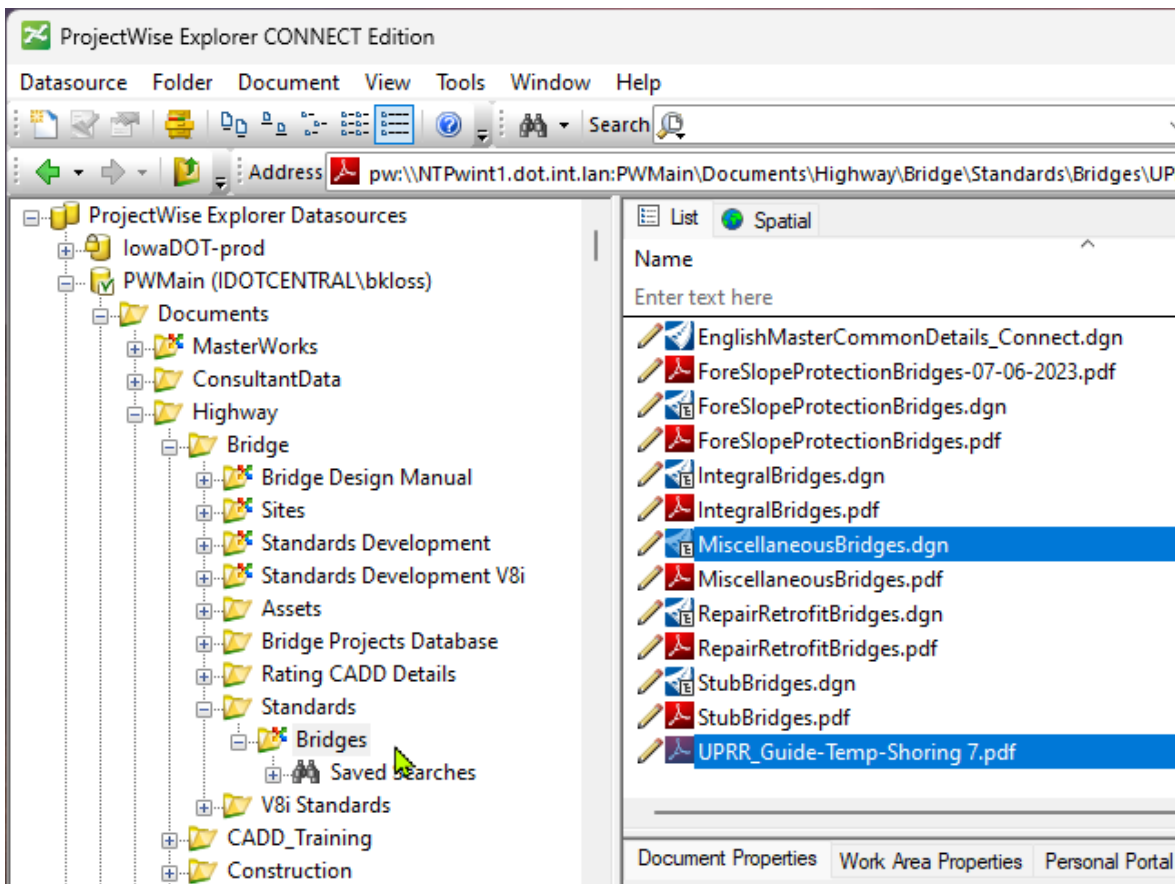 ProjectWise Explorer CONNECT Edition
Datasource Folder Document View Tools Window Help
Search
Address pw:\\NTPwint1.dot.int.lan:PWMain\Documents\Highway\Bridge\Standards\Bridges\UP
ProjectWise Explorer Datasources
IowaDOT-prod
PWMain (IDOTCENTRAL\bkloss)
Documents
MasterWorks
ConsultantData
Highway
Bridge
Bridge Design Manual
Sites
Standards Development
Standards Development V8i
Assets
Bridge Projects Database
Rating CADD Details
Standards
Bridges
Saved Searches
V8i Standards
CADD_Training
Construction
List Spatial
Name
Enter text here
EnglishMasterCommonDetails_Connect.dgn
ForeSlopeProtectionBridges-07-06-2023.pdf
ForeSlopeProtectionBridges.dgn
ForeSlopeProtectionBridges.pdf
IntegralBridges.dgn
IntegralBridges.pdf
MiscellaneousBridges.dgn
MiscellaneousBridges.pdf
RepairRetrofitBridges.dgn
RepairRetrofitBridges.pdf
StubBridges.dgn
StubBridges.pdf
UPRR_Guide-Temp-Shoring 7.pdf
Document Properties Work Area Properties Personal Portal